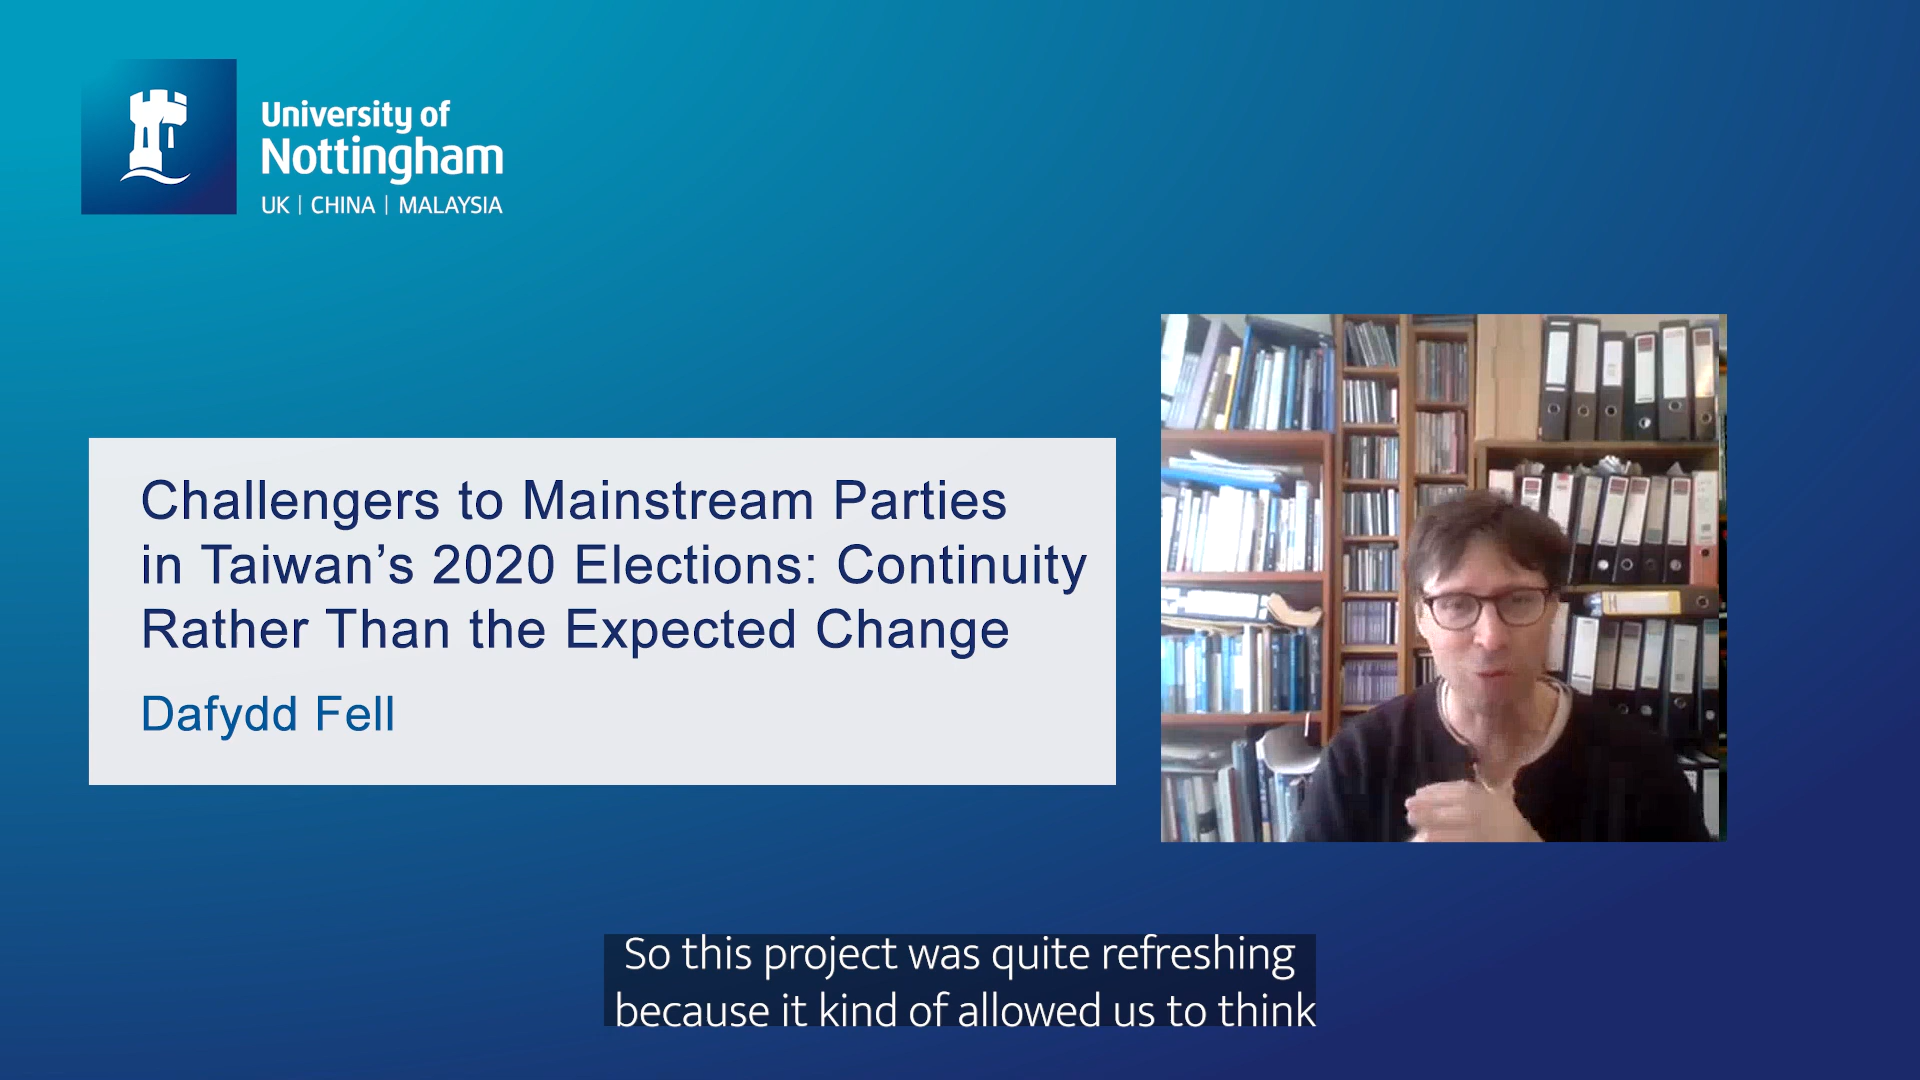 University of
Nottingham
UK | CHINA | MALAYSIA
Challengers to Mainstream Parties
in Taiwan’s 2020 Elections: Continuity
Rather Than the Expected Change
Dafydd Fell
So this project was quite refreshing
because it kind of allowed us to think